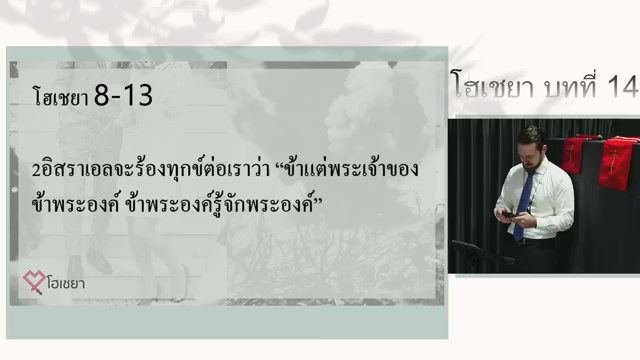 โฮเชยา 8-13
2อิสราเอลจะร้องทุกข์ต่อเราว่า “ข้าแต่พระเจ้าของ
ข้าพระองค์ ข้าพระองค์รู้จักพระองค์”
โฮเชยา
โฮเชยา บทที่ 14